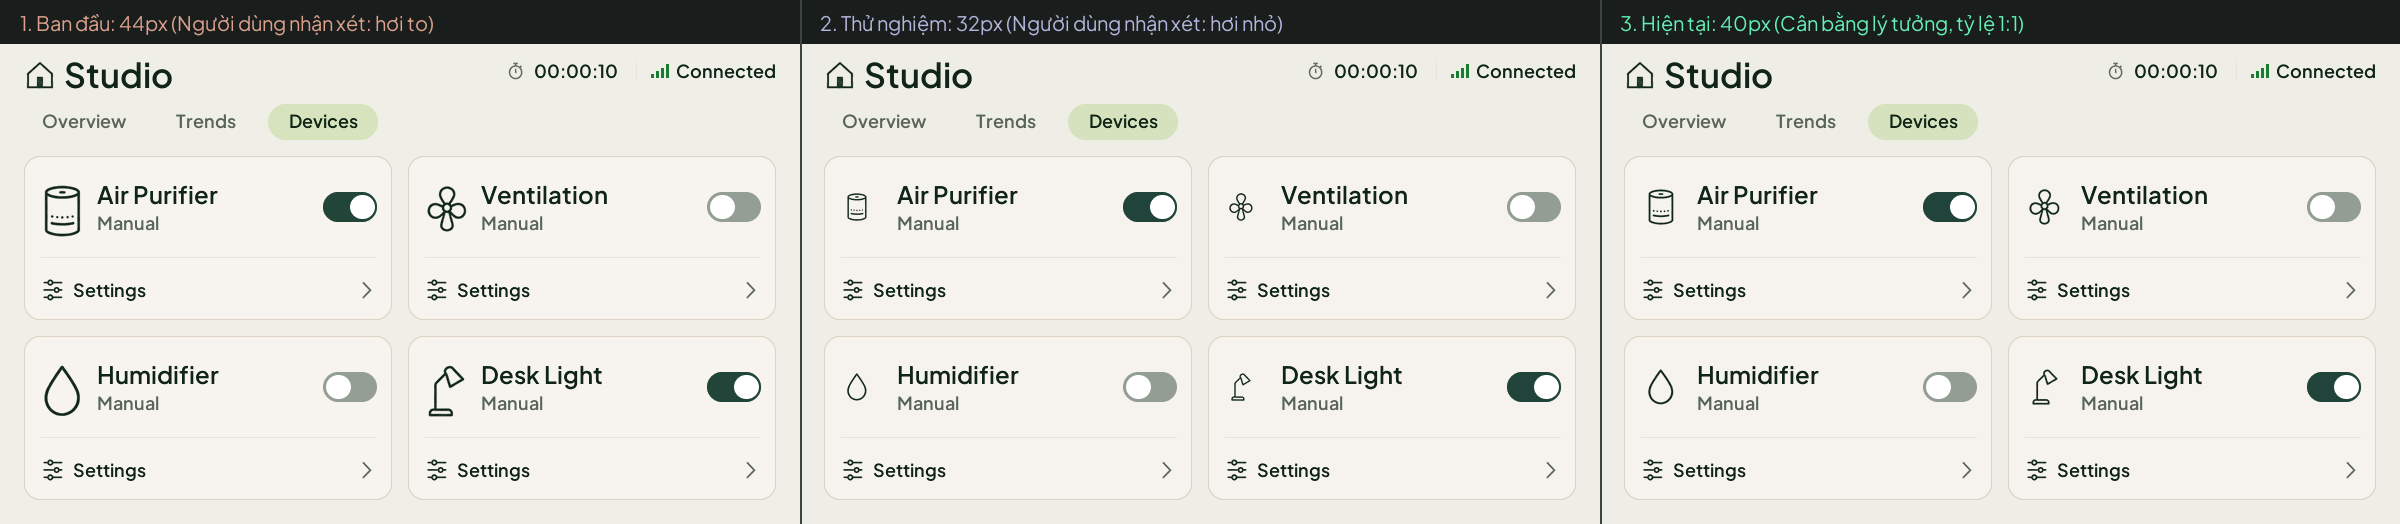 1. Ban đầu: 44px (Người dùng nhận xét: hơi to)
Studio
00:00:10
Connected
Overview
Trends
Devices
Air Purifier
Manual
Settings
Ventilation
Manual
Settings
Humidifier
Manual
Settings
Desk Light
Manual
Settings
2. Thử nghiệm: 32px (Người dùng nhận xét: hơi nhỏ)
Studio
00:00:10
Connected
Overview
Trends
Devices
Air Purifier
Manual
Settings
Ventilation
Manual
Settings
Humidifier
Manual
Settings
Desk Light
Manual
Settings
3. Hiện tại: 40px (Cân bằng lý tưởng, tỷ lệ 1:1)
Studio
00:00:10
Connected
Overview
Trends
Devices
Air Purifier
Manual
Settings
Ventilation
Manual
Settings
Humidifier
Manual
Settings
Desk Light
Manual
Settings